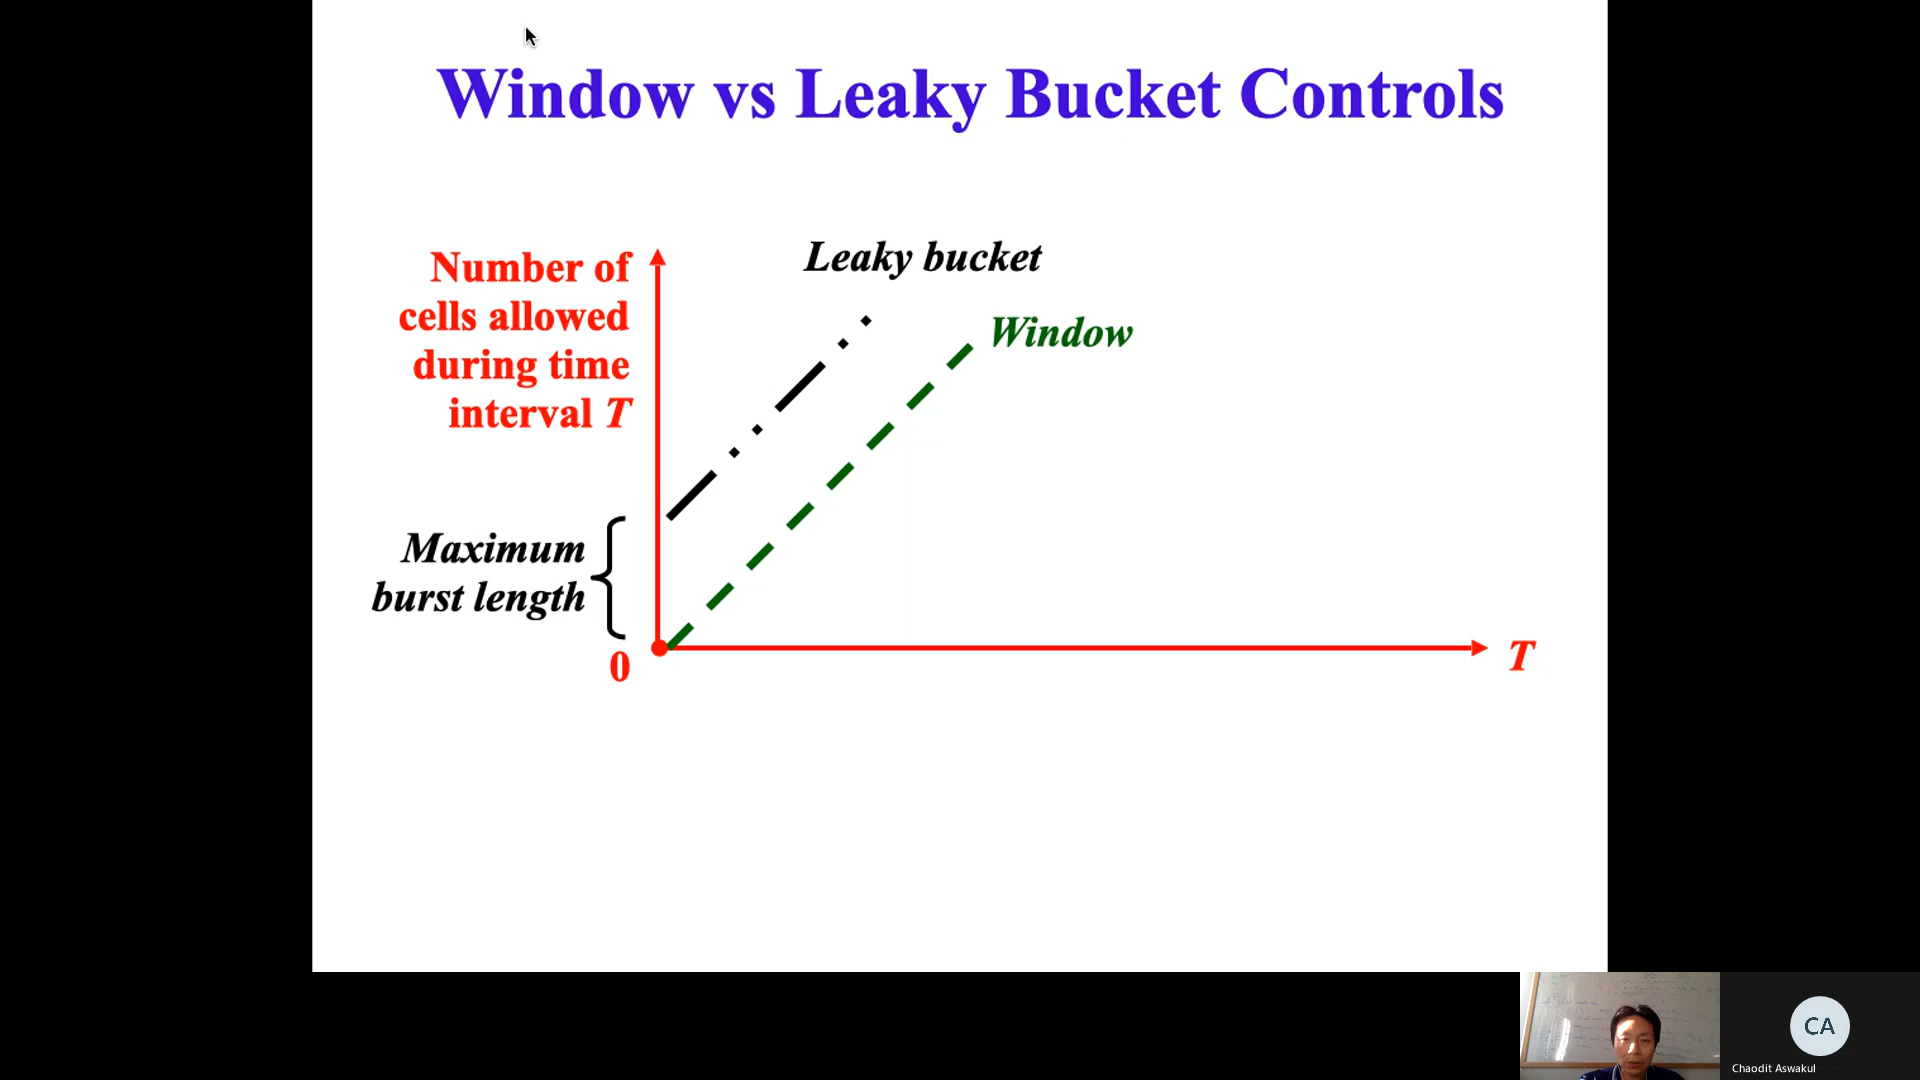 Window vs Leaky Bucket Controls
Number of
cells allowed
during time
interval T
Leaky bucket
Window
Maximum
burst length
0
T
CA
Chaodit Aswakul